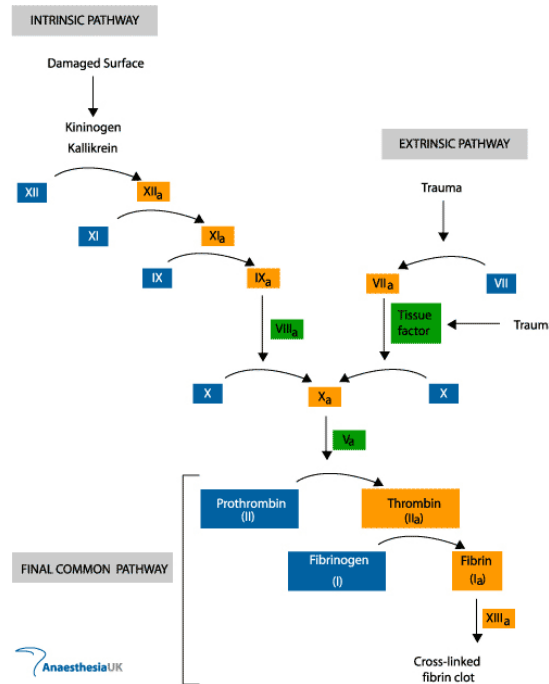 INTRINSIC PATHWAY
Damaged Surface
Kininogen
Kallikrein
EXTRINSIC PATHWAY
XII
XIIa
Trauma
XI
XIa
IX
IXa
VIIa
VII
VIIIa
Tissue
factor
Traum
X
Xa
X
Va
Prothrombin
(II)
Thrombin
(IIa)
Fibrinogen
(I)
Fibrin
(Ia)
FINAL COMMON PATHWAY
XIIIa
Cross-linked
fibrin clot
AnaesthesiaUK